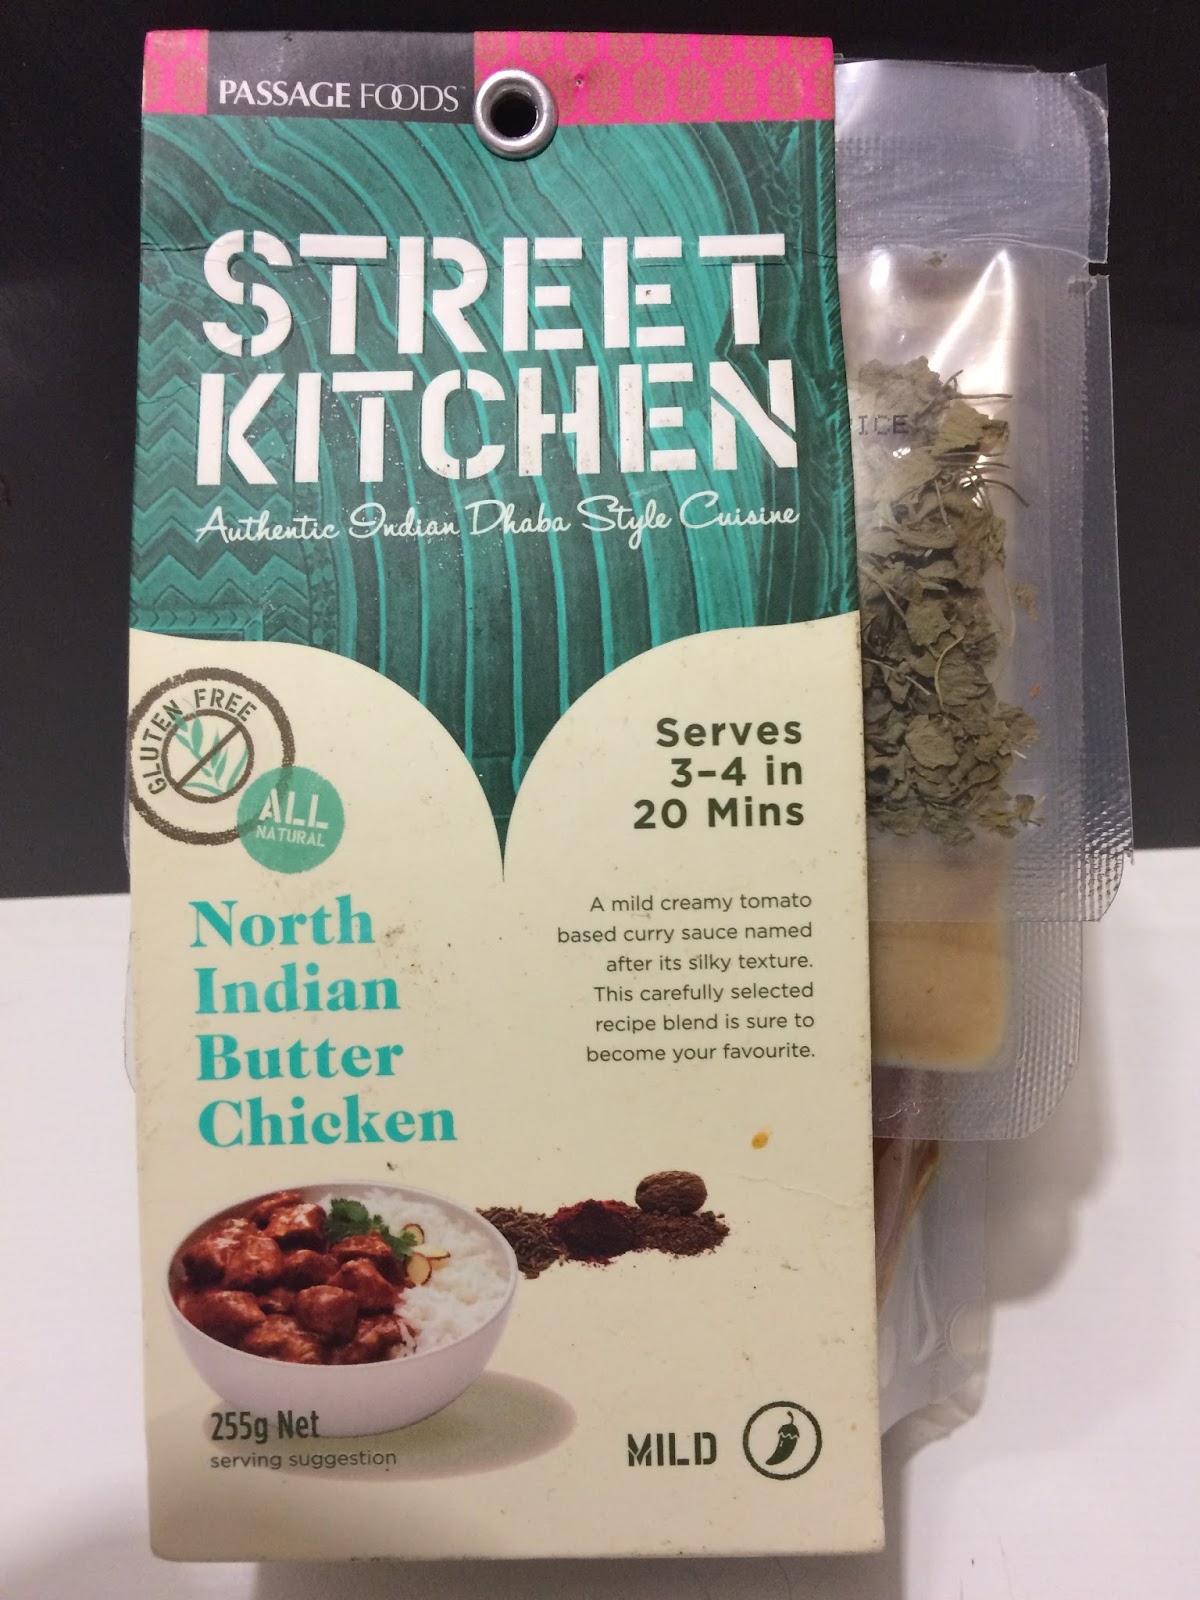 PASSAGE FOODS™
STREET
KITCHEN
Authentic Indian Dhaba Style Cuisine
GLUTEN FREE
ALL
NATURAL
Serves
3-4 in
20 Mins
North
Indian
Butter
Chicken
A mild creamy tomato
based curry sauce named
after its silky texture.
This carefully selected
recipe blend is sure to
become your favourite.
255g Net
serving suggestion
MILD